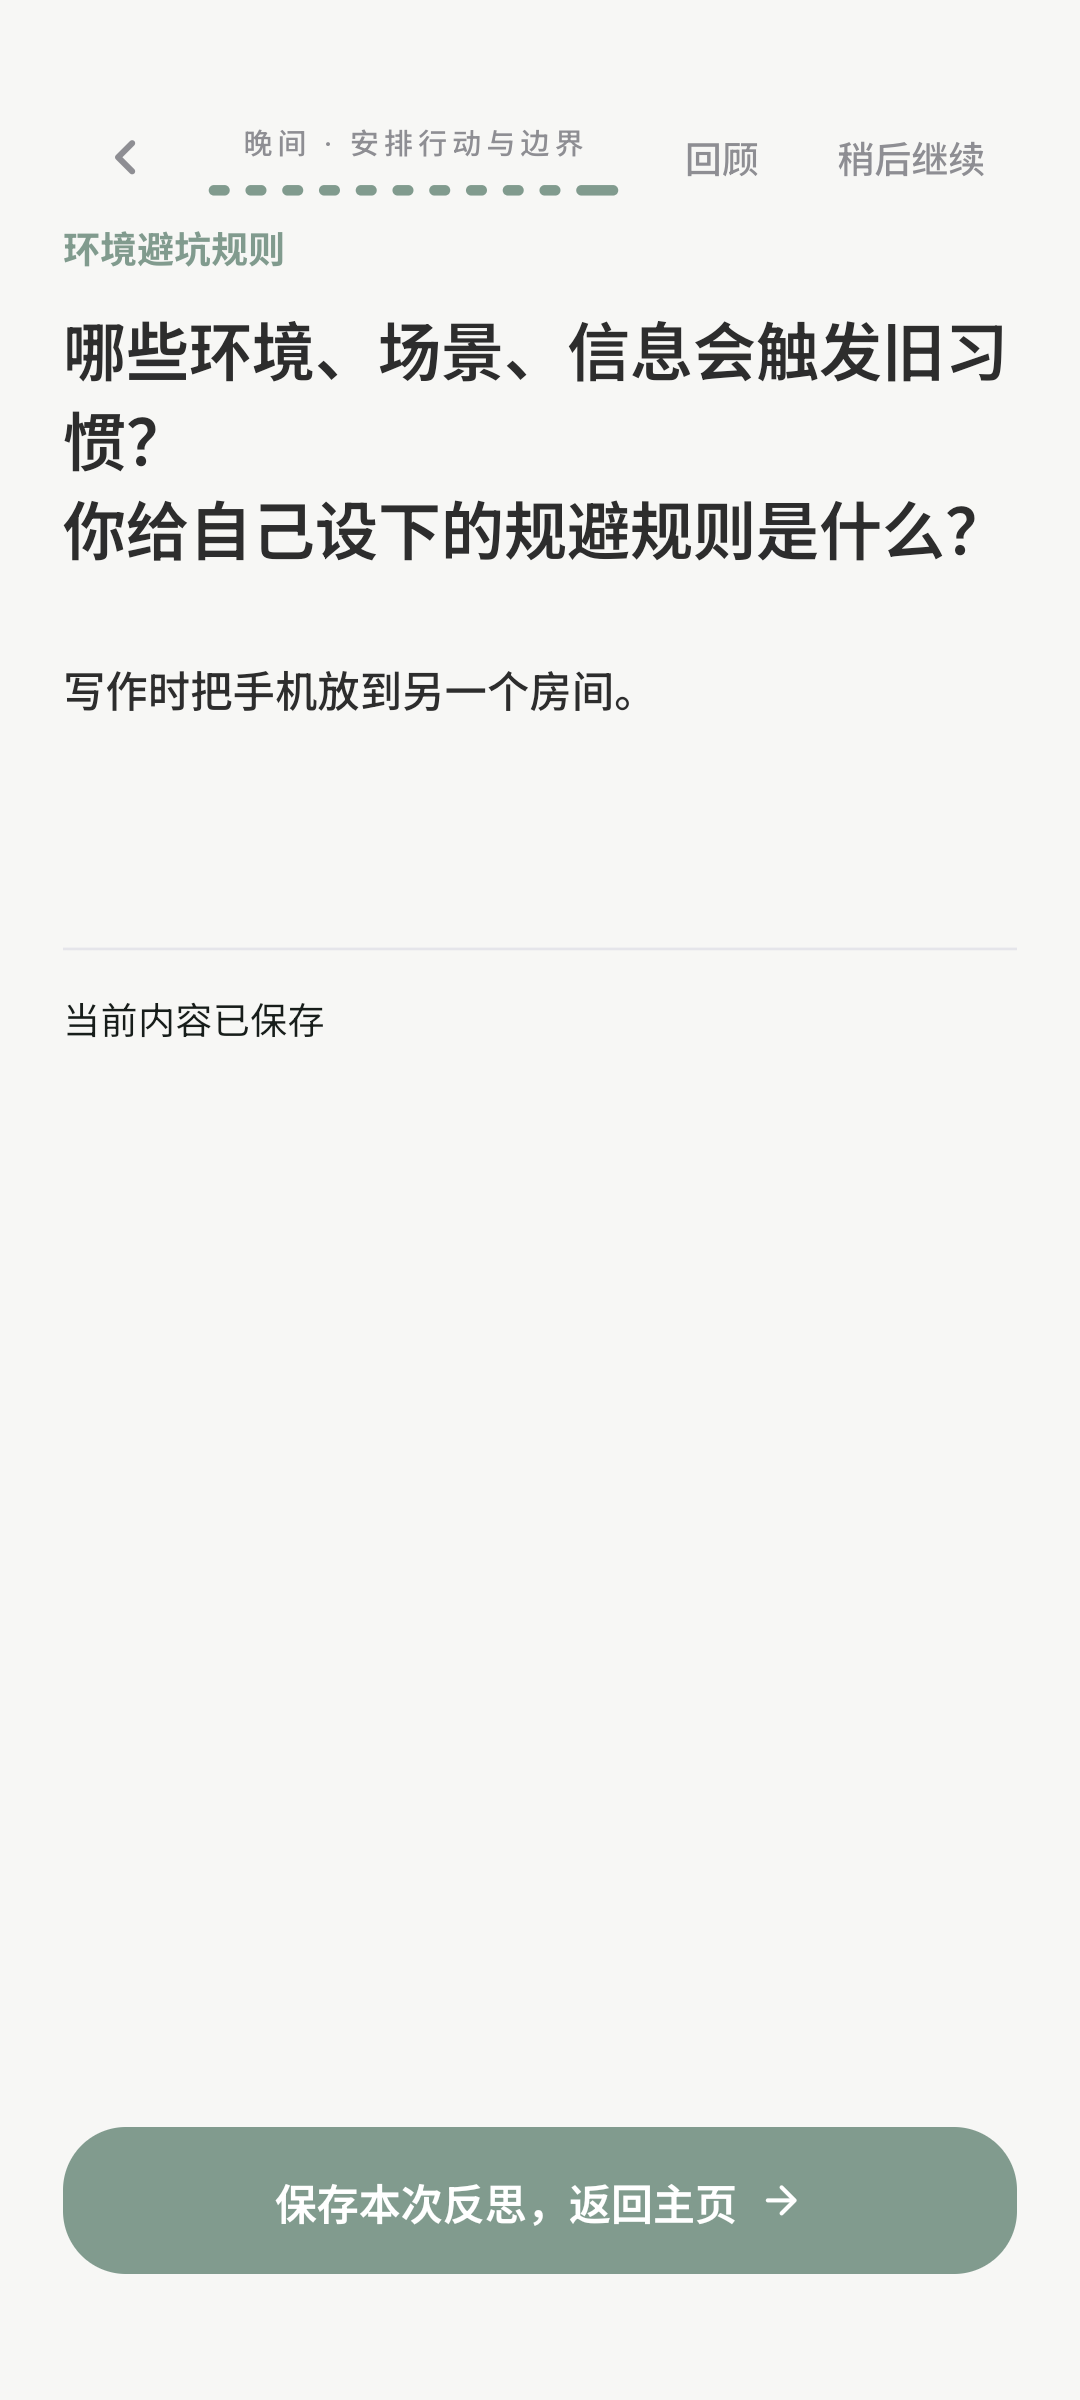 晚间 · 安排行动与边界
回顾
稍后继续
环境避坑规则
哪些环境、场景、信息会触发旧习
惯？
你给自己设下的规避规则是什么？
写作时把手机放到另一个房间。
当前内容已保存
保存本次反思，返回主页